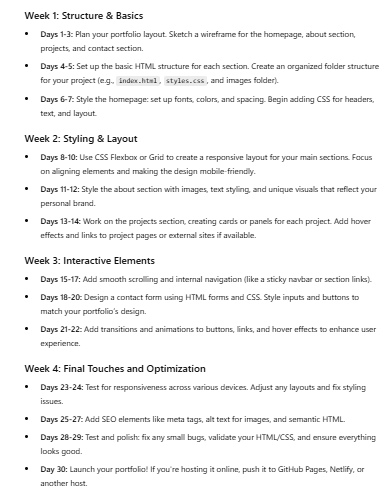 Week 1: Structure & Basics
• Days 1-3: Plan your portfolio layout. Sketch a wireframe for the homepage, about section,
projects, and contact section.
• Days 4-5: Set up the basic HTML structure for each section. Create an organized folder structure
for your project (e.g., index.html, styles.css, and images folder).
• Days 6-7: Style the homepage: set up fonts, colors, and spacing. Begin adding CSS for headers,
text, and layout.
Week 2: Styling & Layout
• Days 8-10: Use CSS Flexbox or Grid to create a responsive layout for your main sections. Focus
on aligning elements and making the design mobile-friendly.
• Days 11-12: Style the about section with images, text styling, and unique visuals that reflect your
personal brand.
• Days 13-14: Work on the projects section, creating cards or panels for each project. Add hover
effects and links to project pages or external sites if available.
Week 3: Interactive Elements
• Days 15-17: Add smooth scrolling and internal navigation (like a sticky navbar or section links).
• Days 18-20: Design a contact form using HTML forms and CSS. Style inputs and buttons to
match your portfolio's design.
• Days 21-22: Add transitions and animations to buttons, links, and hover effects to enhance user
experience.
Week 4: Final Touches and Optimization
• Days 23-24: Test for responsiveness across various devices. Adjust any layouts and fix styling
issues.
• Days 25-27: Add SEO elements like meta tags, alt text for images, and semantic HTML.
• Days 28-29: Test and polish: fix any small bugs, validate your HTML/CSS, and ensure everything
looks good.
• Day 30: Launch your portfolio! If you're hosting it online, push it to GitHub Pages, Netlify, or
another host.